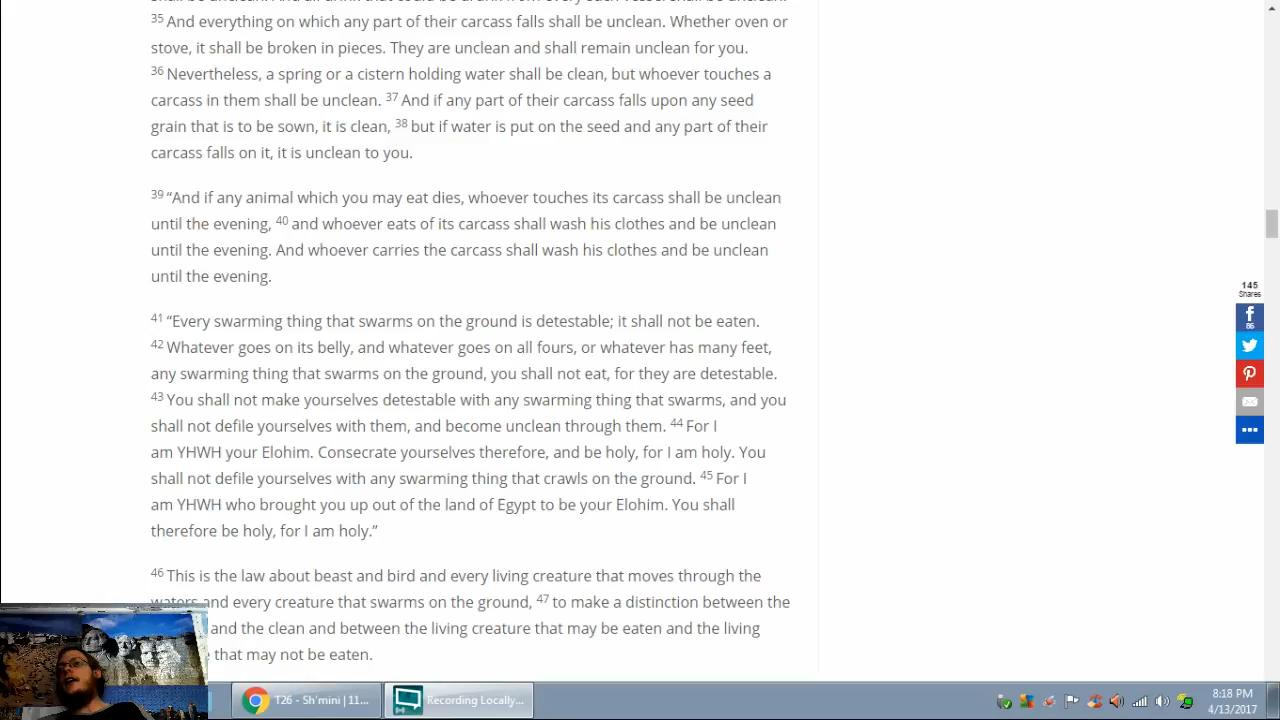 35 And everything on which any part of their carcass falls shall be unclean. Whether oven or
stove, it shall be broken in pieces. They are unclean and shall remain unclean for you.
36 Nevertheless, a spring or a cistern holding water shall be clean, but whoever touches a
carcass in them shall be unclean. 37 And if any part of their carcass falls upon any seed
grain that is to be sown, it is clean, 38 but if water is put on the seed and any part of their
carcass falls on it, it is unclean to you.
39 “And if any animal which you may eat dies, whoever touches its carcass shall be unclean
until the evening, 40 and whoever eats of its carcass shall wash his clothes and be unclean
until the evening. And whoever carries the carcass shall wash his clothes and be unclean
until the evening.
41 “Every swarming thing that swarms on the ground is detestable; it shall not be eaten.
42 Whatever goes on its belly, and whatever goes on all fours, or whatever has many feet,
any swarming thing that swarms on the ground, you shall not eat, for they are detestable.
43 You shall not make yourselves detestable with any swarming thing that swarms, and you
shall not defile yourselves with them, and become unclean through them. 44 For I
am YHWH your Elohim. Consecrate yourselves therefore, and be holy, for I am holy. You
shall not defile yourselves with any swarming thing that crawls on the ground. 45 For I
am YHWH who brought you up out of the land of Egypt to be your Elohim. You shall
therefore be holy, for I am holy.”
46 This is the law about beast and bird and every living creature that moves through the
waters and every creature that swarms on the ground, 47 to make a distinction between the
and the clean and between the living creature that may be eaten and the living
that may not be eaten.
145
Shares
86
T26 - Sh'mini | 11...
Recording Locally...
8:18 PM
4/13/2017